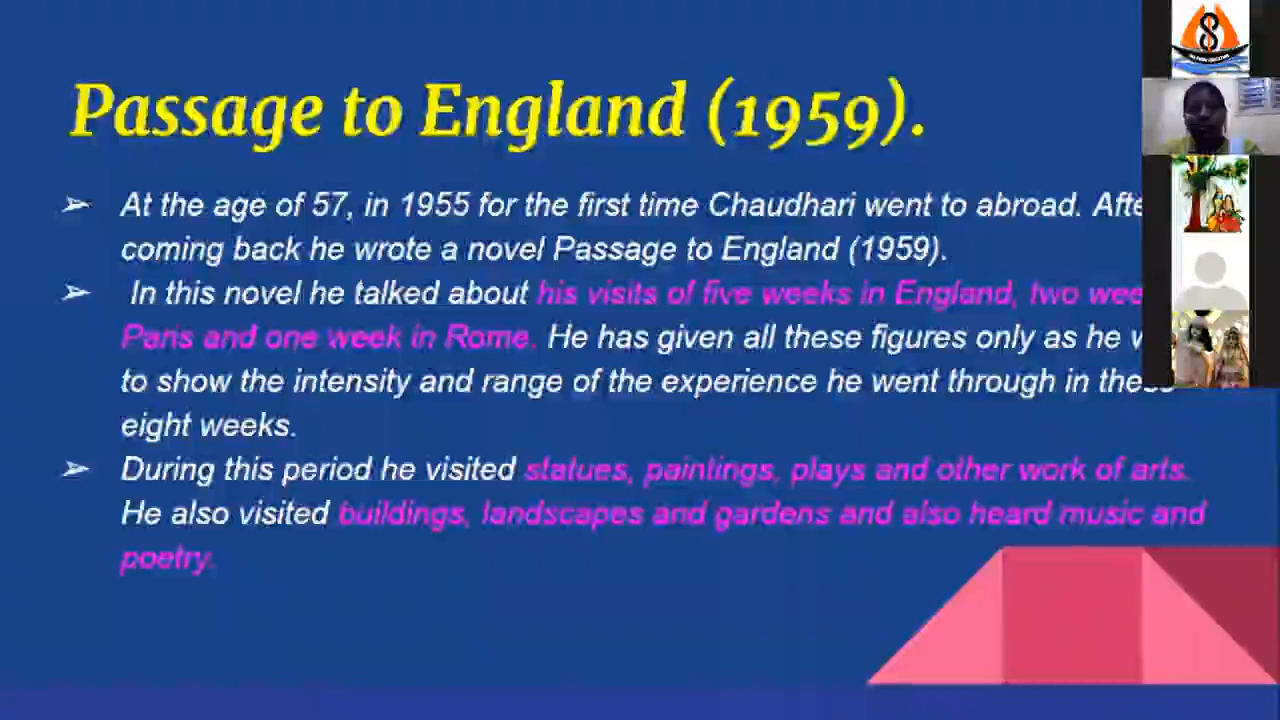 Passage to England (1959).
➢ At the age of 57, in 1955 for the first time Chaudhari went to abroad. Afte
coming back he wrote a novel Passage to England (1959).
➢ In this novel he talked about his visits of five weeks in England, two wee
Paris and one week in Rome. He has given all these figures only as he w
to show the intensity and range of the experience he went through in these
eight weeks.
➢ During this period he visited statues, paintings, plays and other work of arts.
He also visited buildings, landscapes and gardens and also heard music and
poetry.